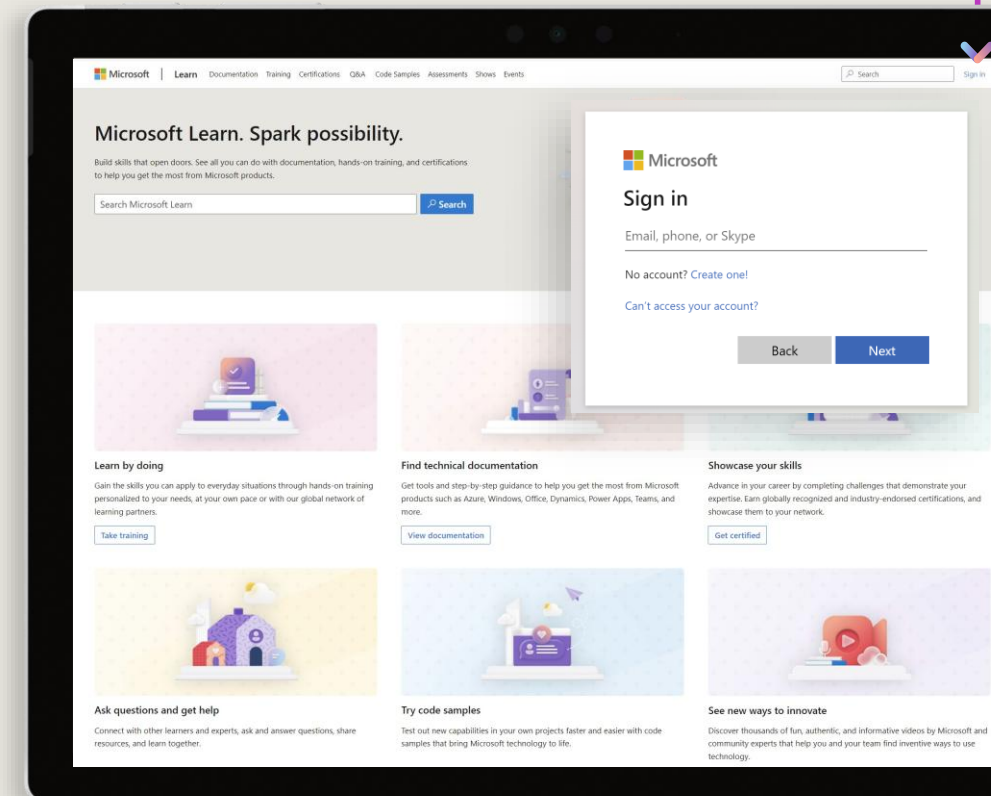 Microsoft | Learn Documentation Training Certifications Q&A Code Samples Assessments Shows Events Search Sign in
Microsoft Learn. Spark possibility.
Build skills that open doors. See all you can do with documentation, hands-on training, and certifications
to help you get the most from Microsoft products.
Search Microsoft Learn Search
Microsoft
Sign in
Email, phone, or Skype
No account? Create one!
Can't access your account?
Back Next
Learn by doing
Gain the skills you can apply to everyday situations through hands-on training
personalized to your needs, at your own pace or with our global network of
learning partners.
Take training
Find technical documentation
Get tools and step-by-step guidance to help you get the most from Microsoft
products such as Azure, Windows, Office, Dynamics, Power Apps, Teams, and
more.
View documentation
Showcase your skills
Advance in your career by completing challenges that demonstrate your
expertise. Earn globally recognized and industry-endorsed certifications, and
showcase them to your network.
Get certified
Ask questions and get help
Connect with other learners and experts, ask and answer questions, share
resources, and learn together.
Try code samples
Test out new capabilities in your own projects faster and easier with code
samples that bring Microsoft technology to life.
See new ways to innovate
Discover thousands of fun, authentic, and informative videos by Microsoft and
community experts that help you and your team find inventive ways to use
technology.